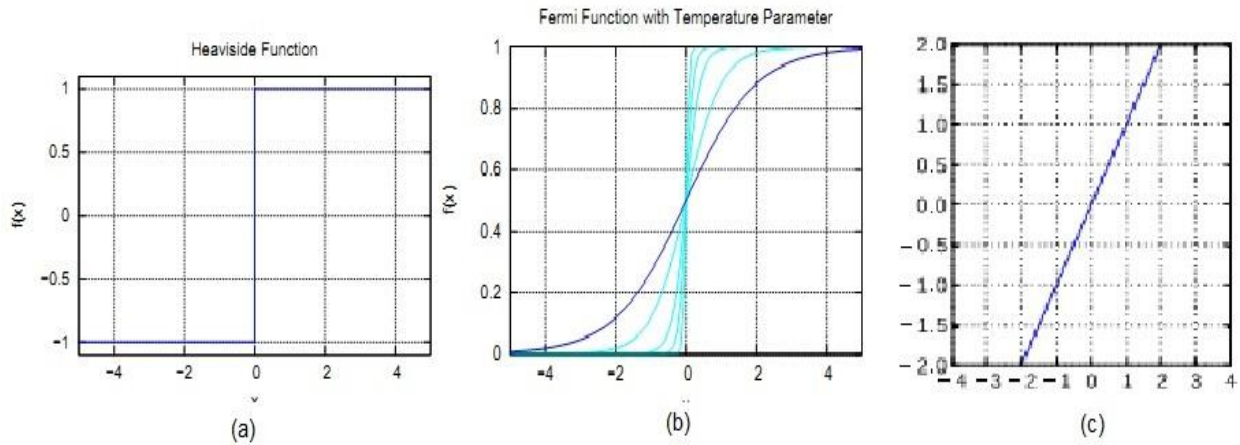 Heaviside Function
1
0.5
0
−0.5
−1
f(x)
−4 −2 0 2 4
(a)
Fermi Function with Temperature Parameter
1
0.8
0.6
0.4
0.2
0
f(x)
−4 −2 0 2 4
(b)
2.0
1.5
1.0
0.5
0.0
−0.5
−1.0
−1.5
−2.0
−4 −3 −2 −1 0 1 2 3 4
(c)